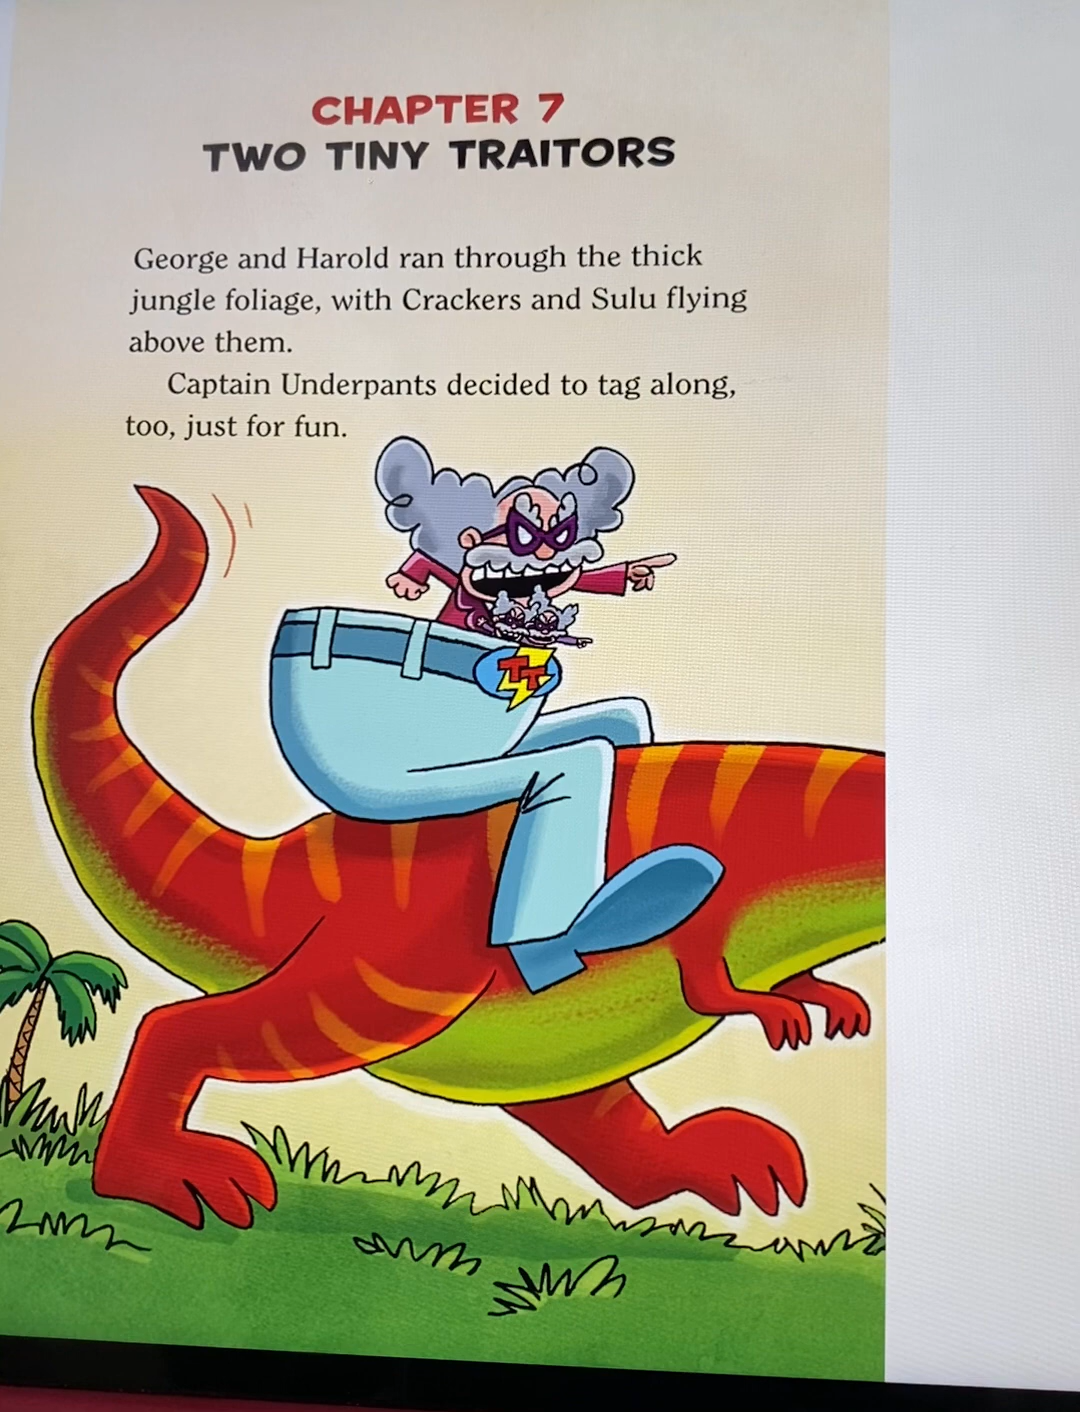 CHAPTER 7
TWO TINY TRAITORS
George and Harold ran through the thick
jungle foliage, with Crackers and Sulu flying
above them.
Captain Underpants decided to tag along,
too, just for fun.
TT